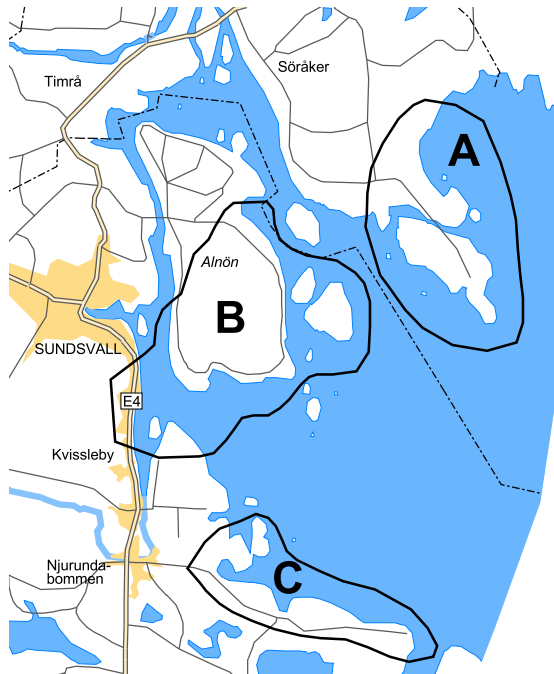 Timrå
Söråker
A
Alnön
B
SUNDSVALL
E4
Kvissleby
Njurunda-
bommen
C